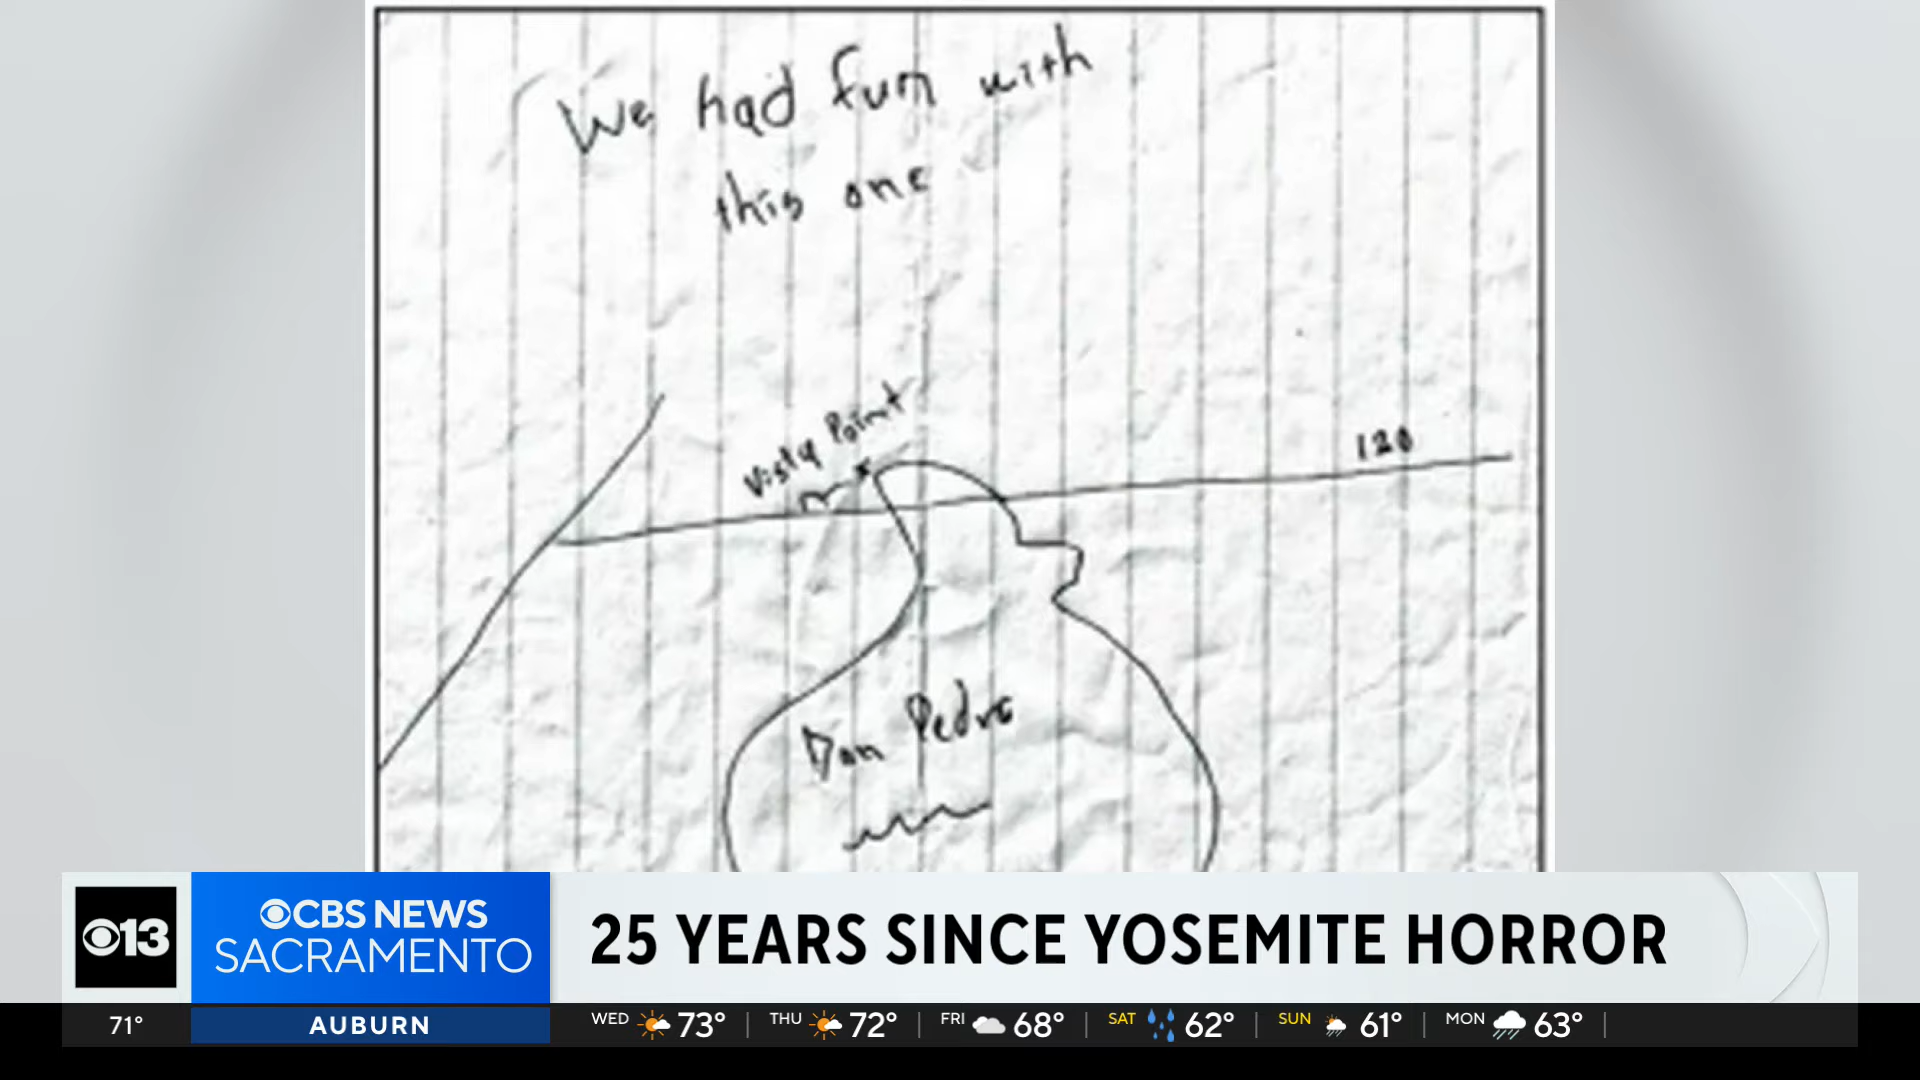 We had fun with
this one
Visty Point
120
Don Pedro
13
CBS NEWS
SACRAMENTO
25 YEARS SINCE YOSEMITE HORROR
71°
AUBURN
WED 73° | THU 72° | FRI 68° | SAT 62° | SUN 61° | MON 63° |